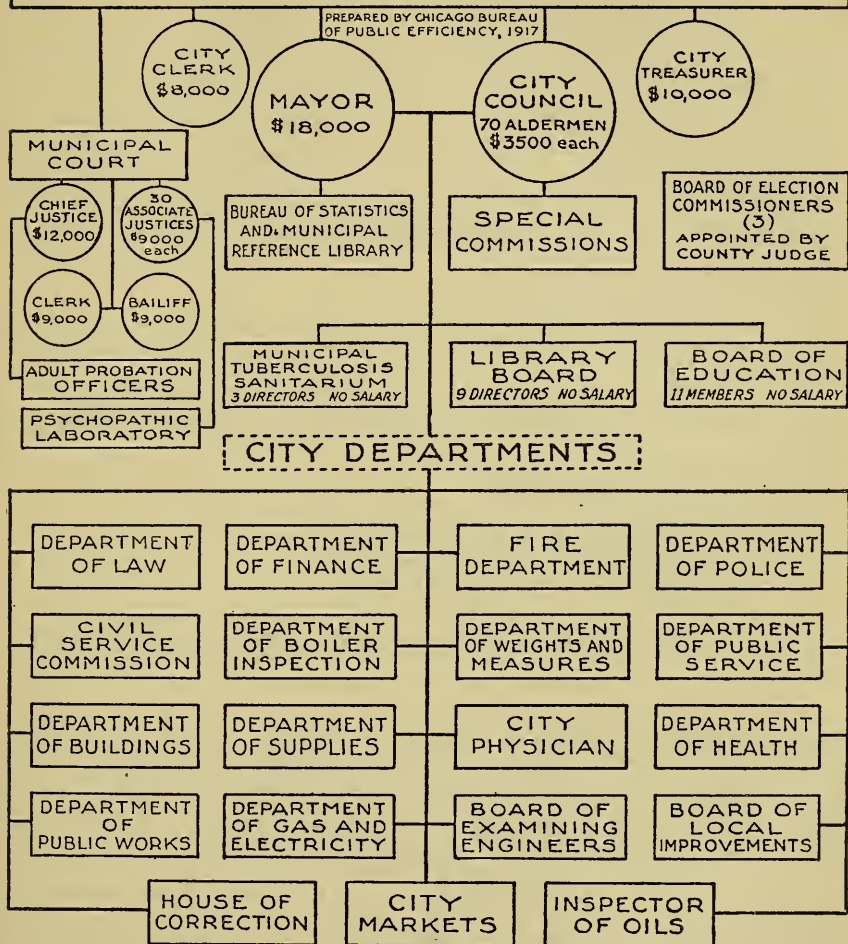 PREPARED BY CHICAGO BUREAU
OF PUBLIC EFFICIENCY, 1917
CITY
CLERK
$8,000
MAYOR
$18,000
CITY
COUNCIL
70 ALDERMEN
$3500 each
CITY
TREASURER
$10,000
MUNICIPAL
COURT
CHIEF
JUSTICE
$12,000
30
ASSOCIATE
JUSTICES
$9000
each
CLERK
$9,000
BAILIFF
$9,000
ADULT PROBATION
OFFICERS
PSYCHOPATHIC
LABORATORY
BUREAU OF STATISTICS
AND MUNICIPAL
REFERENCE LIBRARY
SPECIAL
COMMISSIONS
BOARD OF ELECTION
COMMISSIONERS
(3)
APPOINTED BY
COUNTY JUDGE
MUNICIPAL
TUBERCULOSIS
SANITARIUM
3 DIRECTORS NO SALARY
LIBRARY
BOARD
9 DIRECTORS NO SALARY
BOARD OF
EDUCATION
11 MEMBERS NO SALARY
CITY DEPARTMENTS
DEPARTMENT
OF LAW
DEPARTMENT
OF FINANCE
FIRE
DEPARTMENT
DEPARTMENT
OF POLICE
CIVIL
SERVICE
COMMISSION
DEPARTMENT
OF BOILER
INSPECTION
DEPARTMENT
OF WEIGHTS AND
MEASURES
DEPARTMENT
OF PUBLIC
SERVICE
DEPARTMENT
OF BUILDINGS
DEPARTMENT
OF SUPPLIES
CITY
PHYSICIAN
DEPARTMENT
OF HEALTH
DEPARTMENT
OF
PUBLIC WORKS
DEPARTMENT
OF GAS AND
ELECTRICITY
BOARD OF
EXAMINING
ENGINEERS
BOARD OF
LOCAL
IMPROVEMENTS
HOUSE OF
CORRECTION
CITY
MARKETS
INSPECTOR
OF OILS